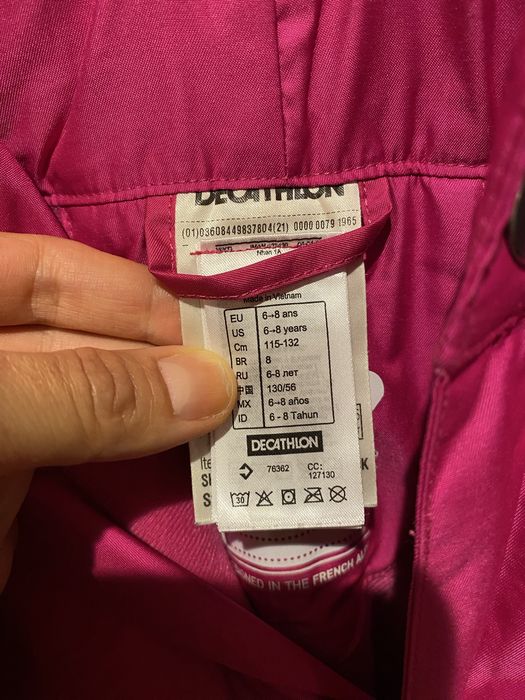 DECATHLON
(01)03608449837804(21) 0000 0079 1965
Nhan 1A
Made in Vietnam
EU 6→8 ans
US 6→8 years
Cm 115-132
BR 8
RU 6-8 лет
中国 130/56
MX 6→8 años
ID 6 - 8 Tahun
DECATHLON
76362 CC:
127130
30
IN THE FRENCH